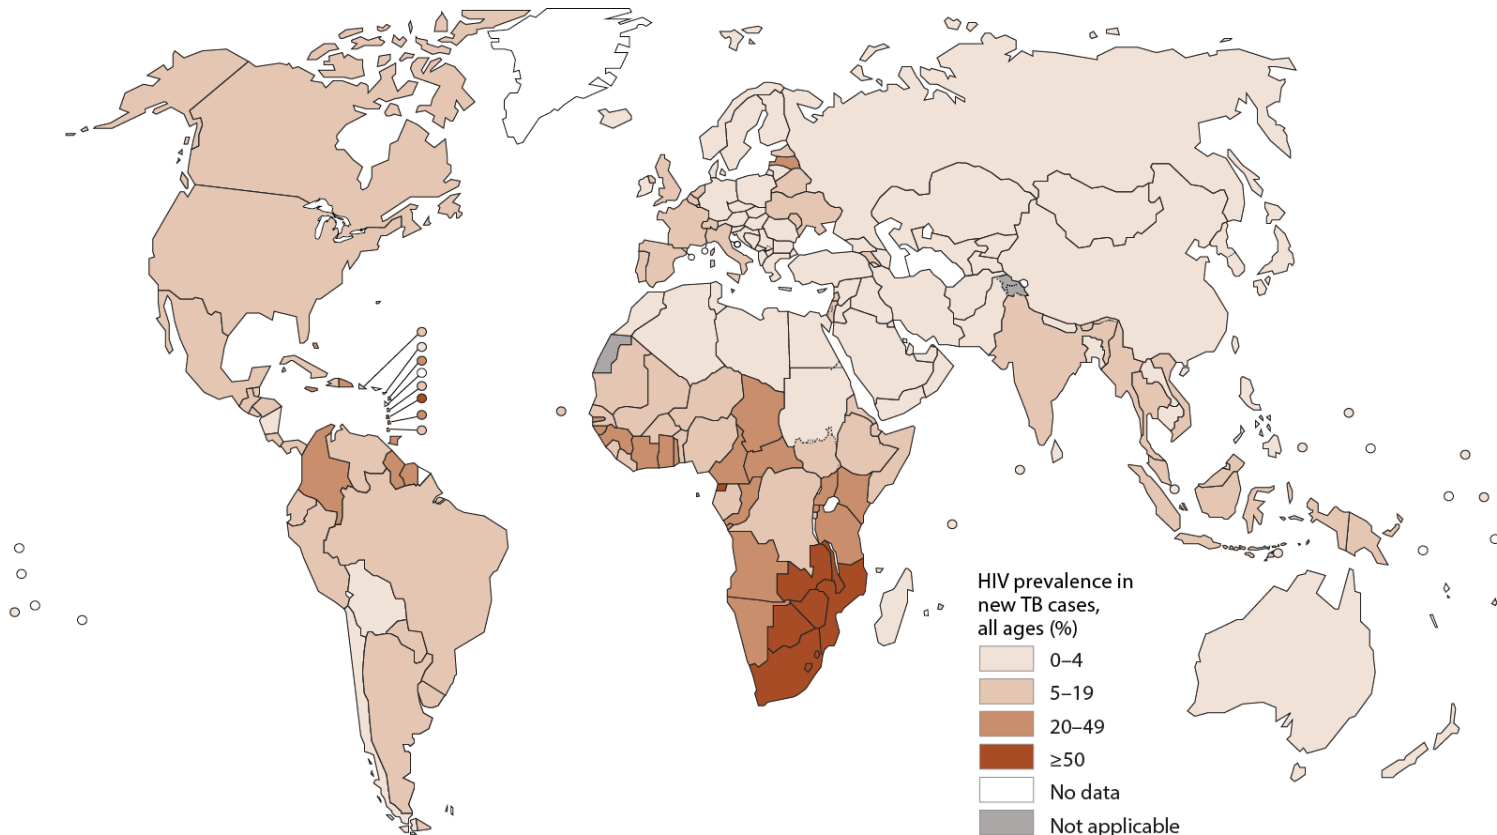 HIV prevalence in
new TB cases,
all ages (%)
0–4
5–19
20–49
≥50
No data
Not applicable